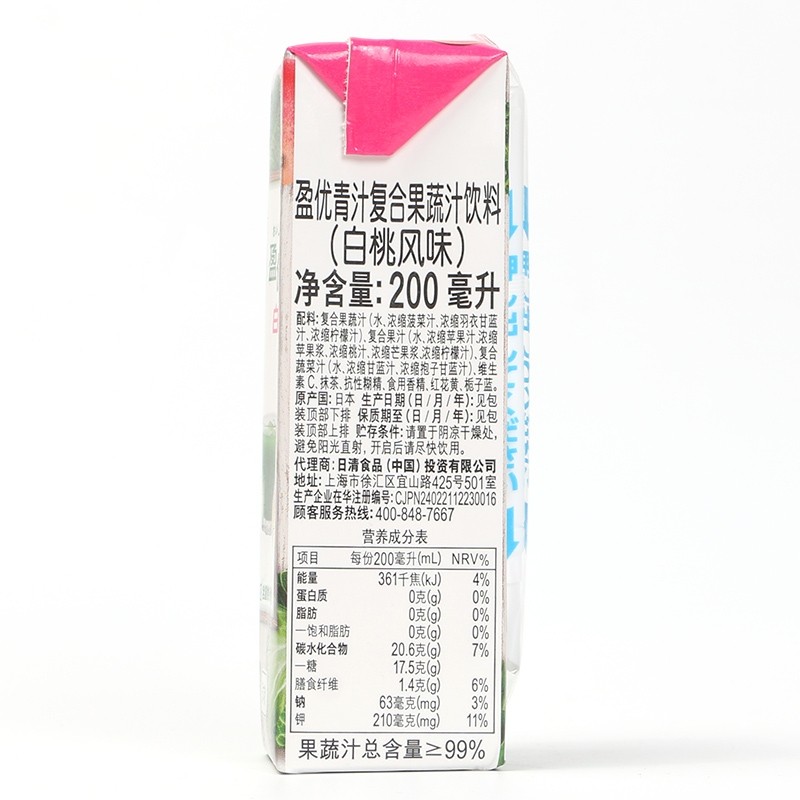 盈优青汁复合果蔬汁饮料
（白桃风味）
净含量：200 毫升
配料：复合果蔬汁（水、浓缩菠菜汁、浓缩羽衣甘蓝
汁、浓缩柠檬汁）、复合果汁（水、浓缩苹果汁、浓缩
苹果浆、浓缩桃汁、浓缩芒果浆、浓缩柠檬汁）、复合
蔬菜汁（水、浓缩甘蓝汁、浓缩孢子甘蓝汁）、维生
素 C、抹茶、抗性糊精、食用香精、红花黄、栀子蓝。
原产国：日本 生产日期（日/月/年）：见包
装顶部下排 保质期至（日/月/年）：见包
装顶部上排 贮存条件：请置于阴凉干燥处，
避免阳光直射，开启后请尽快饮用。
代理商：日清食品（中国）投资有限公司
地址：上海市徐汇区宜山路425号501室
生产企业在华注册编号：CJPN24022112230016
顾客服务热线：400-848-7667
营养成分表
项目 每份200毫升(mL) NRV%
能量 361千焦(kJ) 4%
蛋白质 0克(g) 0%
脂肪 0克(g) 0%
—饱和脂肪 0克(g) 0%
碳水化合物 20.6克(g) 7%
—糖 17.5克(g)
膳食纤维 1.4克(g) 6%
钠 63毫克(mg) 3%
钾 210毫克(mg) 11%
果蔬汁总含量≥99%